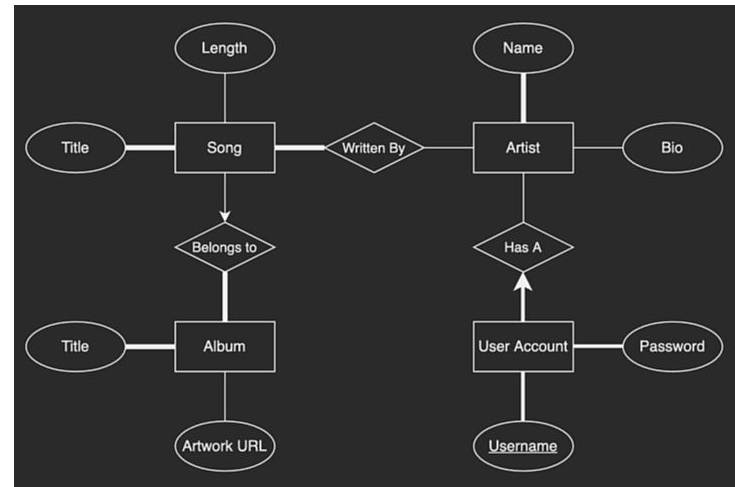 Length
Name
Title
Song
Written By
Artist
Bio
Belongs to
Has A
Title
Album
User Account
Password
Artwork URL
Username